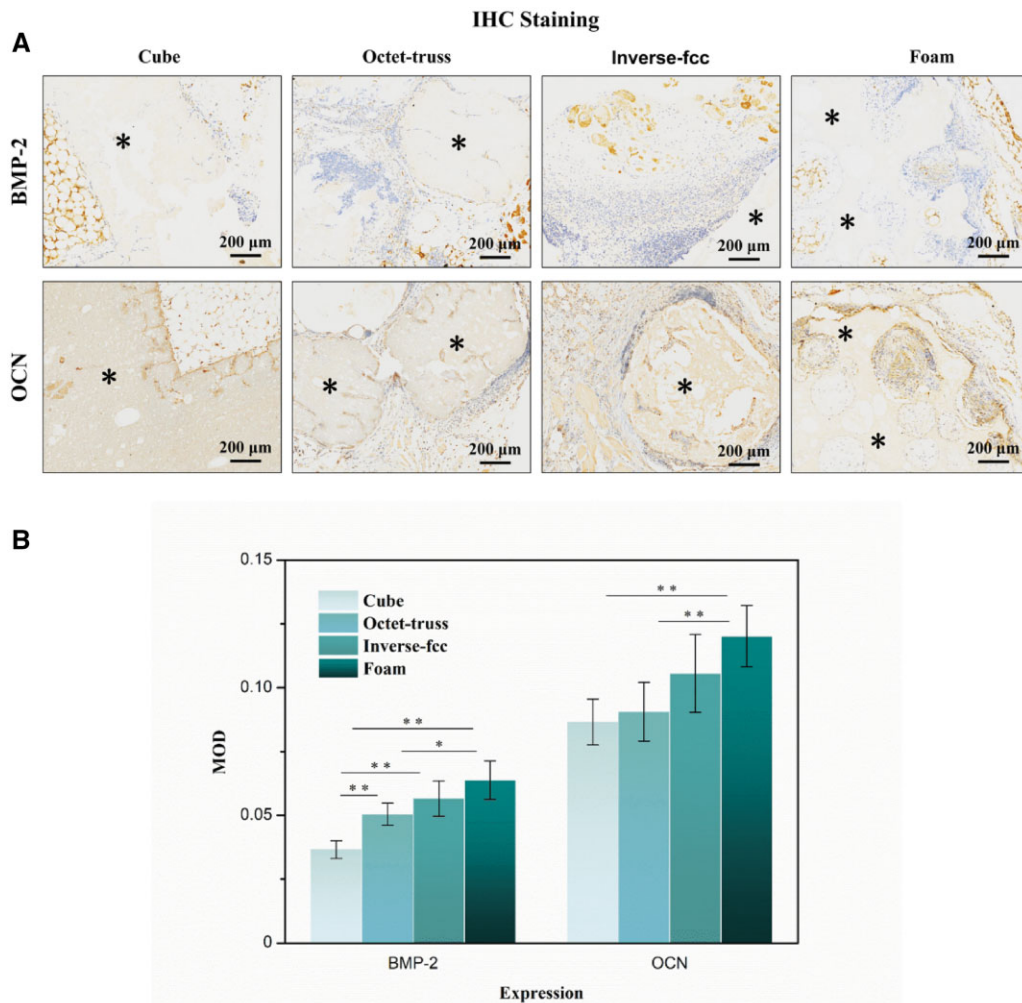 IHC Staining
A
Cube
Octet-truss
Inverse-fcc
Foam
BMP-2
*
200 μm
*
200 μm
*
200 μm
*
*
200 μm
OCN
*
200 μm
*
*
200 μm
*
200 μm
*
*
200 μm
B
0.15
0.10
0.05
0
MOD
Cube
Octet-truss
Inverse-fcc
Foam
* *
*
* *
* *
* *
* *
BMP-2
OCN
Expression